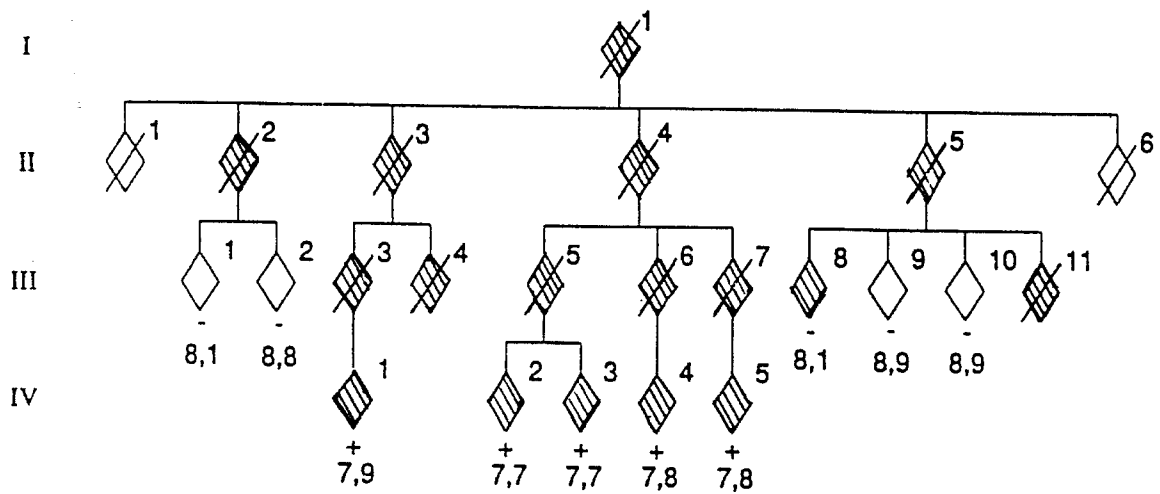 I
1
II
1 2 3 4 5 6
III
1 2 3 4 5 6 7 8 9 10 11
- - - - -
8,1 8,8 8,1 8,9 8,9
IV
1 2 3 4 5
+ + + + +
7,9 7,7 7,7 7,8 7,8